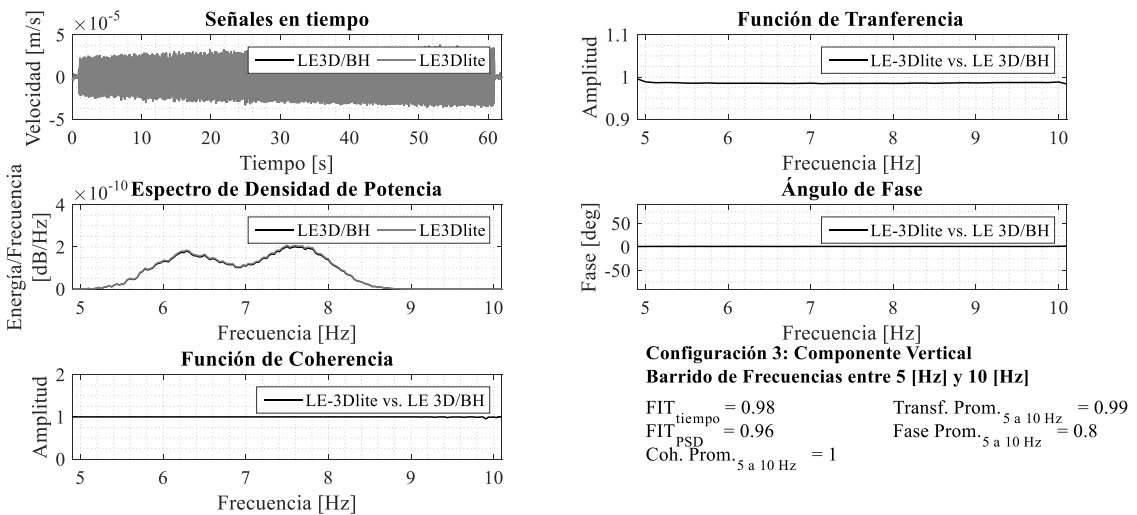 Señales en tiempo
×10-5
Velocidad [m/s]
5
0
-5
LE3D/BH LE3Dlite
0 10 20 30 40 50 60
Tiempo [s]
Espectro de Densidad de Potencia
×10-10
Energía/Frecuencia
[dB/Hz]
4
2
0
LE3D/BH LE3Dlite
5 6 7 8 9 10
Frecuencia [Hz]
Función de Coherencia
Amplitud
2
1
0
LE-3Dlite vs. LE 3D/BH
5 6 7 8 9 10
Frecuencia [Hz]
Función de Tranferencia
Amplitud
1.1
1
0.9
LE-3Dlite vs. LE 3D/BH
5 6 7 8 9 10
Frecuencia [Hz]
Ángulo de Fase
Fase [deg]
50
0
-50
LE-3Dlite vs. LE 3D/BH
5 6 7 8 9 10
Frecuencia [Hz]
Configuración 3: Componente Vertical
Barrido de Frecuencias entre 5 [Hz] y 10 [Hz]
FITtiempo = 0.98 Transf. Prom.5 a 10 Hz = 0.99
FITPSD = 0.96 Fase Prom.5 a 10 Hz = 0.8
Coh. Prom.5 a 10 Hz = 1